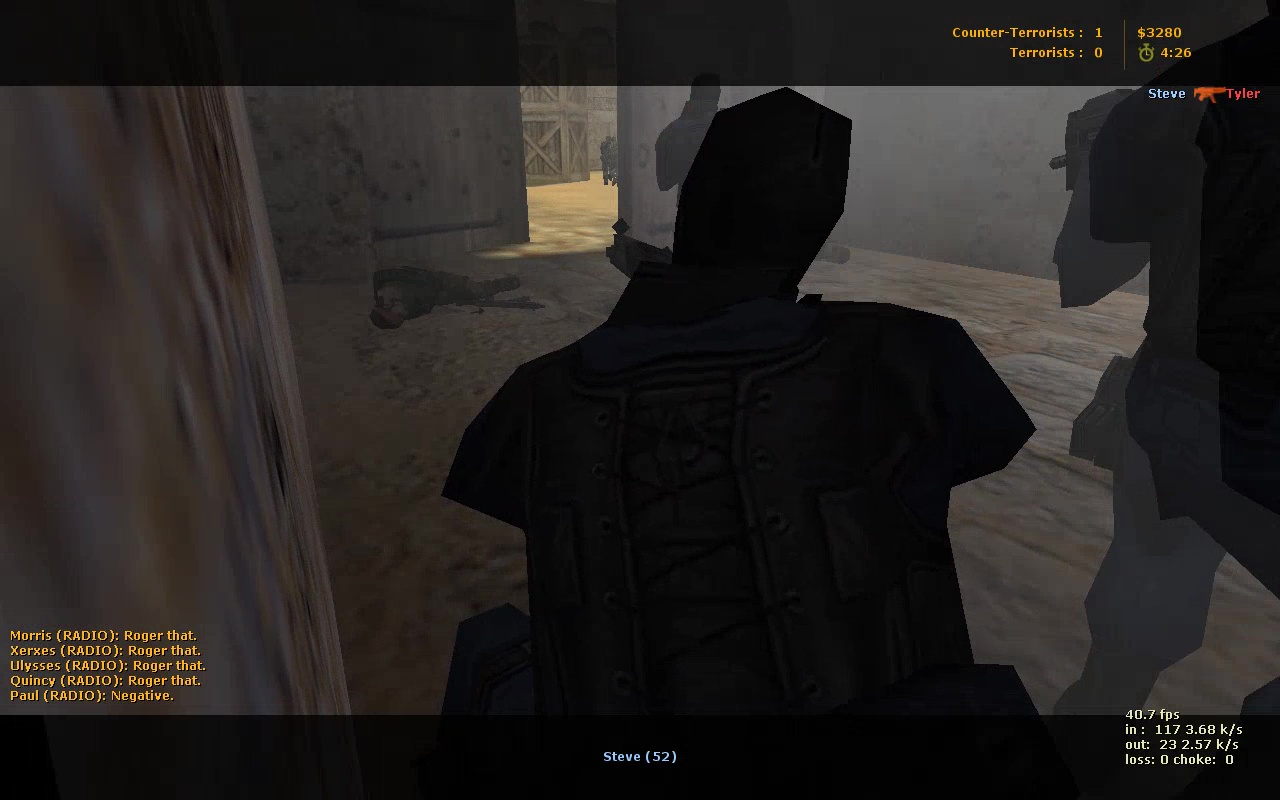 Counter-Terrorists :   1
$3280
Terrorists :   0
4:26
Steve Tyler
Morris (RADIO): Roger that.
Xerxes (RADIO): Roger that.
Ulysses (RADIO): Roger that.
Quincy (RADIO): Roger that.
Paul (RADIO): Negative.
40.7 fps
in :  117 3.68 k/s
out:  23 2.57 k/s
loss: 0 choke:  0
Steve (52)